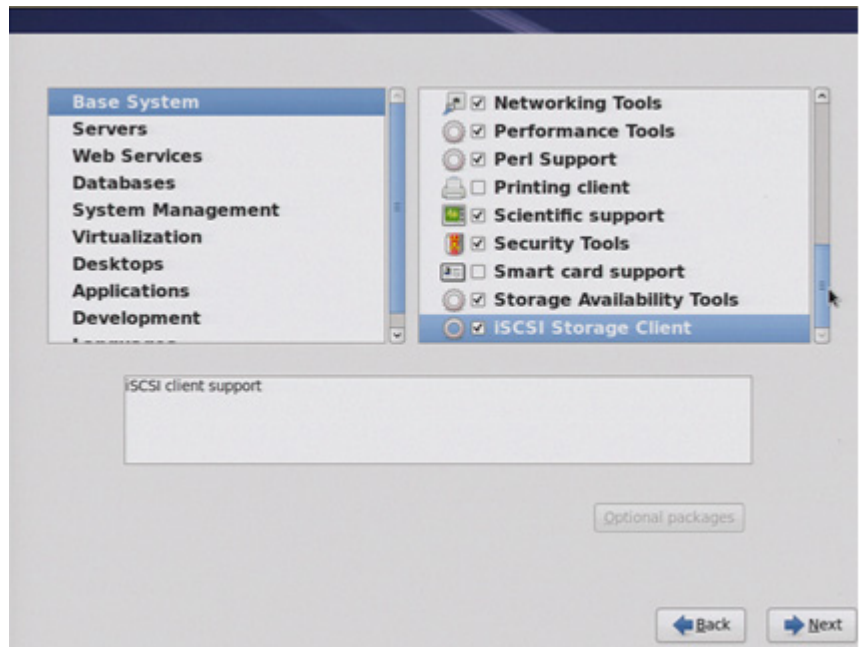 Base System
Servers
Web Services
Databases
System Management
Virtualization
Desktops
Applications
Development
Networking Tools
Performance Tools
Perl Support
Printing client
Scientific support
Security Tools
Smart card support
Storage Availability Tools
iSCSI Storage Client
iSCSI client support
Optional packages
Back
Next